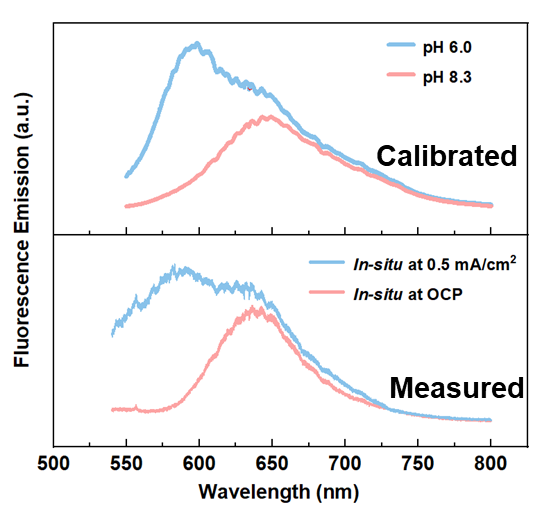 pH 6.0
pH 8.3
Calibrated
Fluorescence Emission (a.u.)
In-situ at 0.5 mA/cm²
In-situ at OCP
Measured
500 550 600 650 700 750 800
Wavelength (nm)